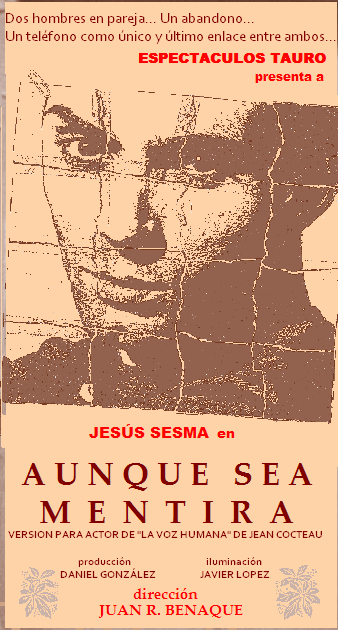 Dos hombres en pareja... Un abandono...
Un teléfono como único y último enlace entre ambos...
ESPECTACULOS TAURO
presenta a
JESÚS SESMA en
AUNQUE SEA
MENTIRA
VERSION PARA ACTOR DE "LA VOZ HUMANA" DE JEAN COCTEAU
producción iluminación
DANIEL GONZÁLEZ JAVIER LOPEZ
dirección
JUAN R. BENAQUE